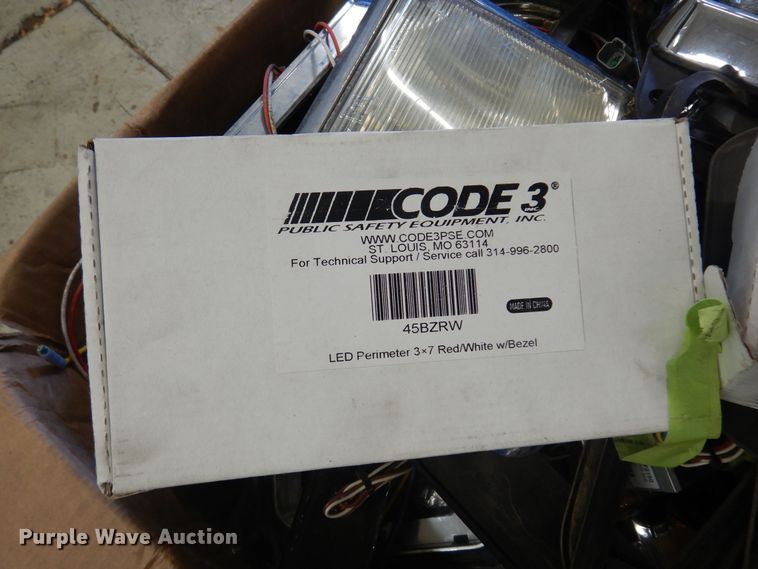 CODE 3®
INC.
PUBLIC SAFETY EQUIPMENT, INC.
WWW.CODE3PSE.COM
ST. LOUIS, MO 63114
For Technical Support / Service call 314-996-2800
MADE IN CHINA
45BZRW
LED Perimeter 3×7 Red/White w/Bezel
Purple Wave Auction